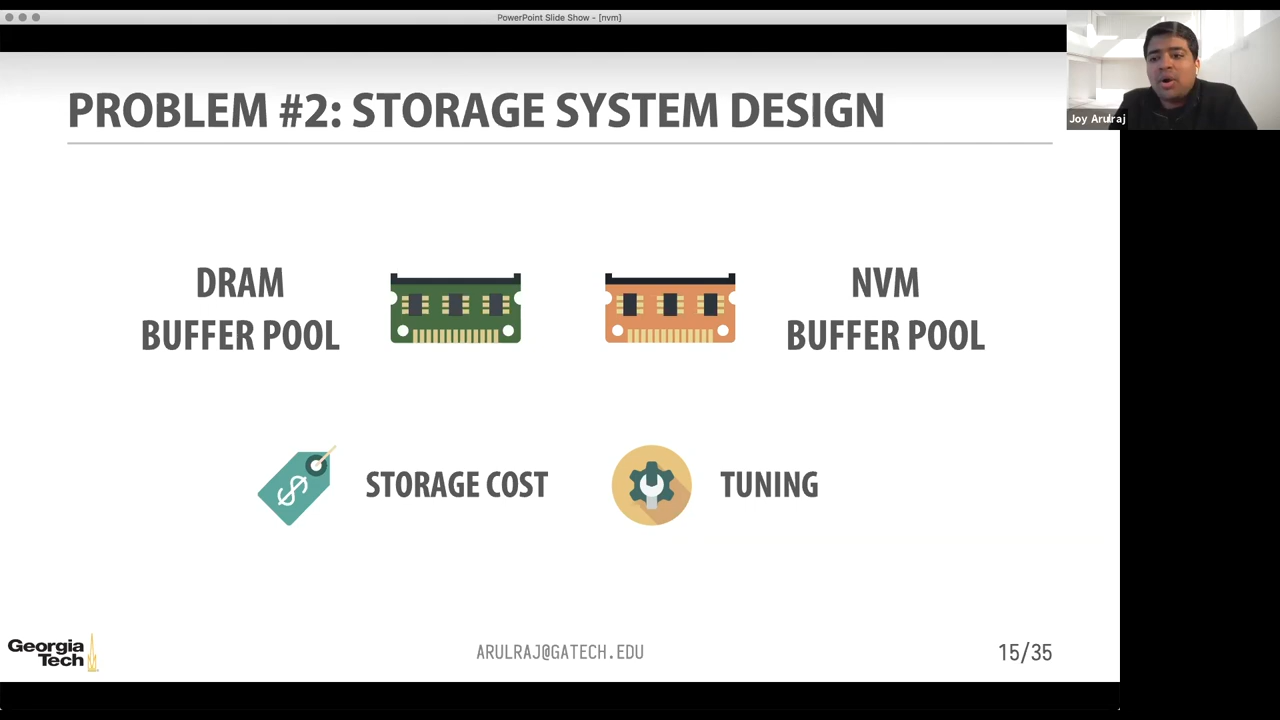 PowerPoint Slide Show - [nvm]
Joy Arulraj
PROBLEM #2: STORAGE SYSTEM DESIGN
DRAM
BUFFER POOL
NVM
BUFFER POOL
$
STORAGE COST
TUNING
Georgia
Tech
ARULRAJ@GATECH.EDU
15/35